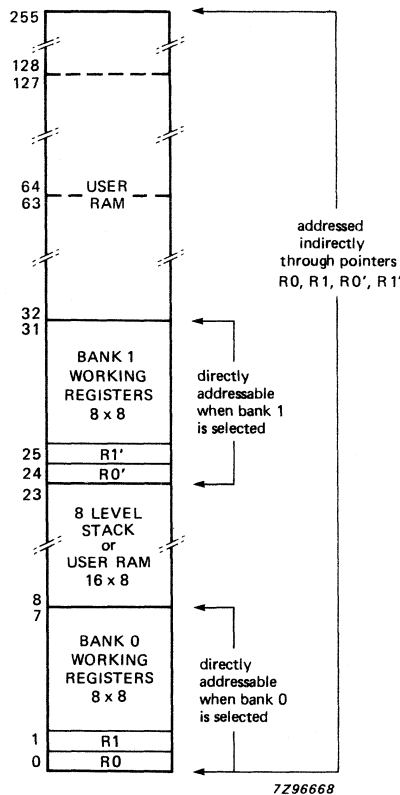 255
128
127
64
63
USER
RAM
addressed
indirectly
through pointers
R0, R1, R0', R1'
32
31
BANK 1
WORKING
REGISTERS
8 x 8
directly
addressable
when bank 1
is selected
25
R1'
24
R0'
23
8 LEVEL
STACK
or
USER RAM
16 x 8
8
7
BANK 0
WORKING
REGISTERS
8 x 8
directly
addressable
when bank 0
is selected
1
R1
0
R0
7Z96668